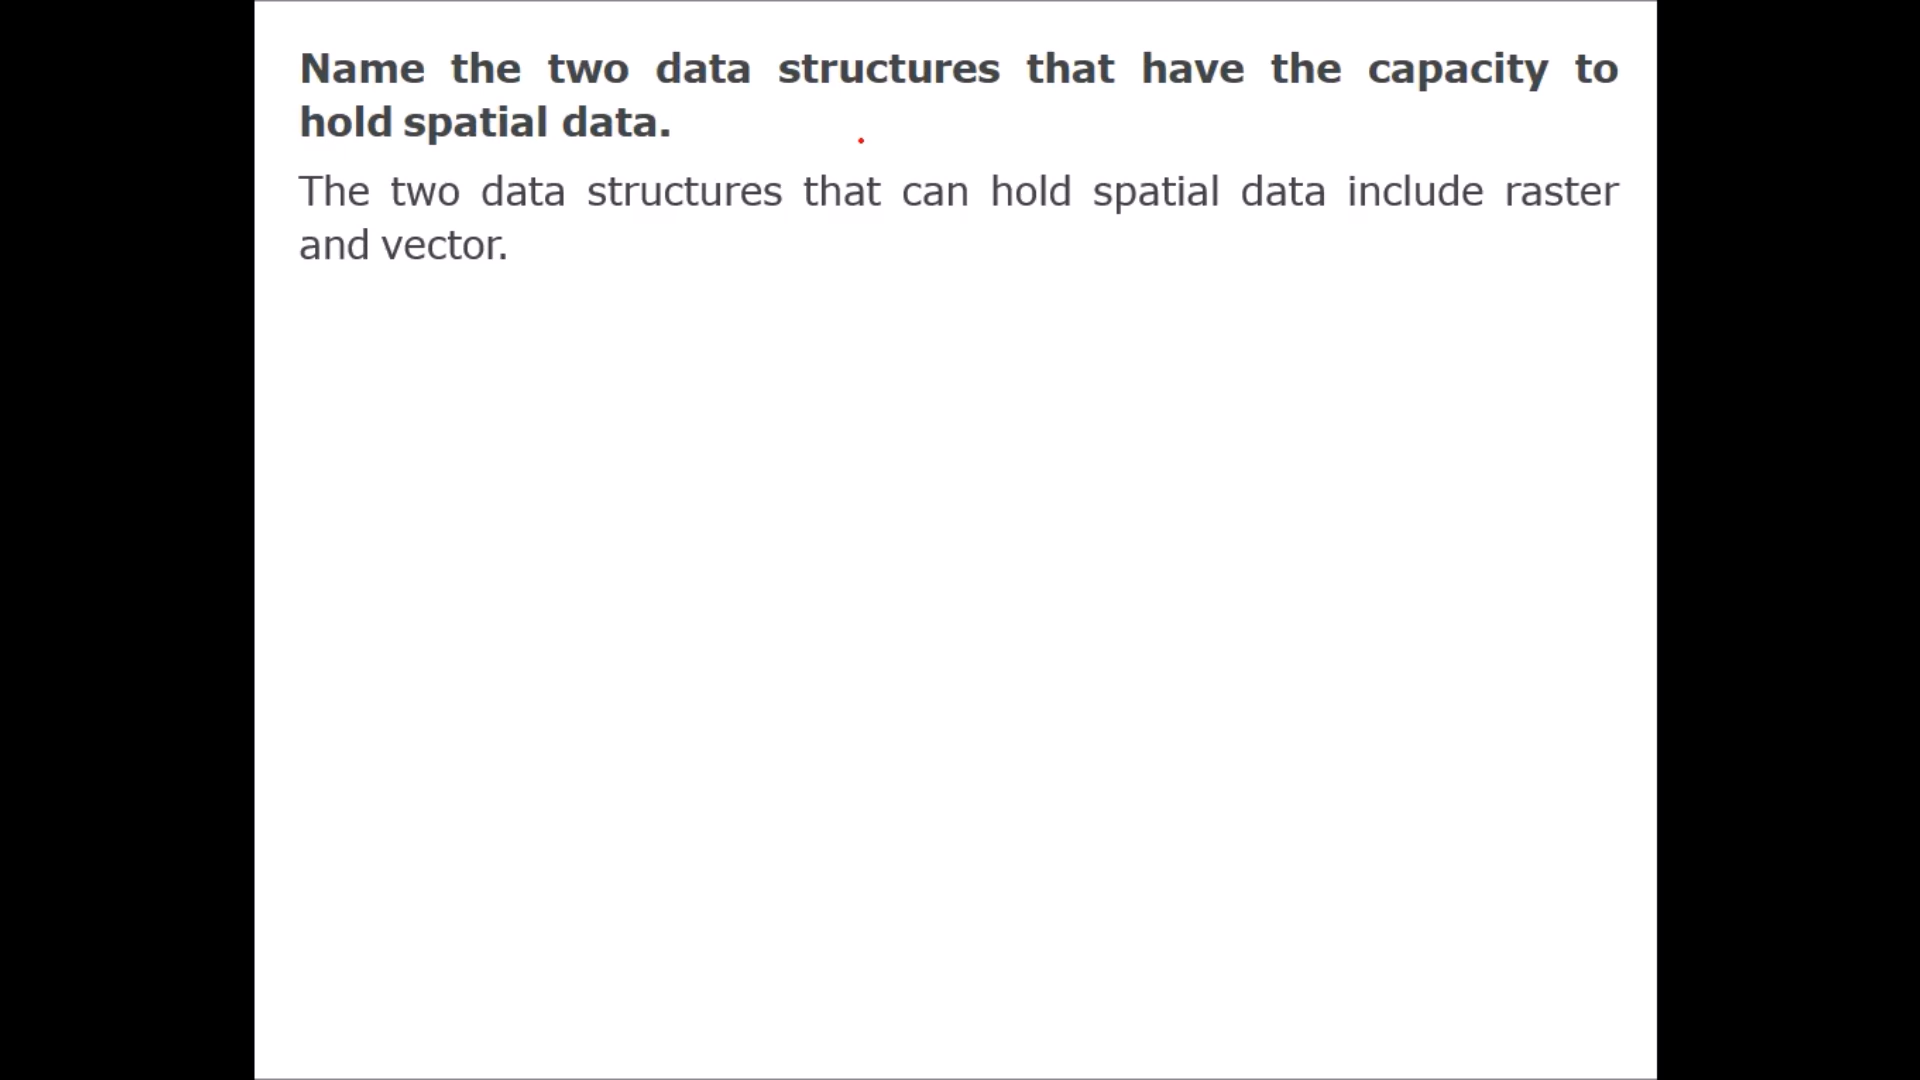 Name the two data structures that have the capacity to
hold spatial data.
The two data structures that can hold spatial data include raster
and vector.